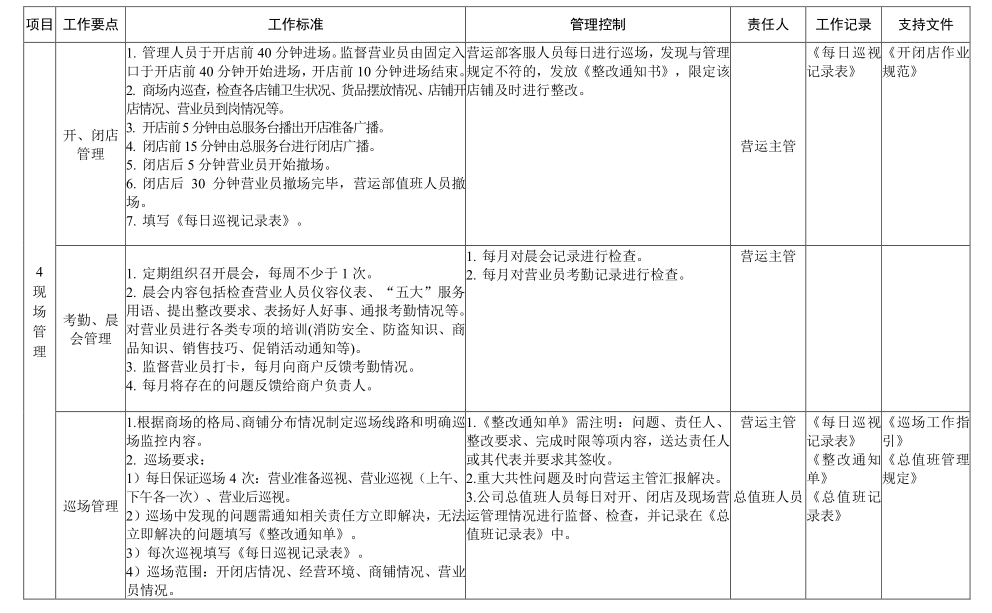 项目 工作要点 工作标准 管理控制 责任人 工作记录 支持文件
4
现
场
管
理
开、闭店
管理
1. 管理人员于开店前 40 分钟进场。监督营业员由固定入
口于开店前 40 分钟开始进场，开店前 10 分钟进场结束。
2. 商场内巡查，检查各店铺卫生状况、货品摆放情况、店铺开
店情况、营业员到岗情况等。
3. 开店前 5 分钟由总服务台播出开店准备广播。
4. 闭店前 15 分钟由总服务台进行闭店广播。
5. 闭店后 5 分钟营业员开始撤场。
6. 闭店后 30 分钟营业员撤场完毕，营运部值班人员撤
场。
7. 填写《每日巡视记录表》。
营运部客服人员每日进行巡场，发现与管理
规定不符的，发放《整改通知书》，限定该
店铺及时进行整改。
营运主管
《每日巡视
记录表》
《开闭店作业
规范》
考勤、晨
会管理
1. 定期组织召开晨会，每周不少于 1 次。
2. 晨会内容包括检查营业人员仪容仪表、“五大”服务
用语、提出整改要求、表扬好人好事、通报考勤情况等。
对营业员进行各类专项的培训(消防安全、防盗知识、商
品知识、销售技巧、促销活动通知等)。
3. 监督营业员打卡，每月向商户反馈考勤情况。
4. 每月将存在的问题反馈给商户负责人。
1. 每月对晨会记录进行检查。
2. 每月对营业员考勤记录进行检查。
营运主管
巡场管理
1.根据商场的格局、商铺分布情况制定巡场线路和明确巡
场监控内容。
2. 巡场要求：
1）每日保证巡场 4 次：营业准备巡视、营业巡视（上午、
下午各一次）、营业后巡视。
2）巡场中发现的问题需通知相关责任方立即解决，无法
立即解决的问题填写《整改通知单》。
3）每次巡视填写《每日巡视记录表》。
4）巡场范围：开闭店情况、经营环境、商铺情况、营业
员情况。
1.《整改通知单》需注明：问题、责任人、
整改要求、完成时限等项内容，送达责任人
或其代表并要求其签收。
2.重大共性问题及时向营运主管汇报解决。
3.公司总值班人员每日对开、闭店及现场营
运管理情况进行监督、检查，并记录在《总
值班记录表》中。
营运主管
总值班人员
《每日巡视
记录表》
《整改通知
单》
《总值班记
录表》
《巡场工作指
引》
《总值班管理
规定》